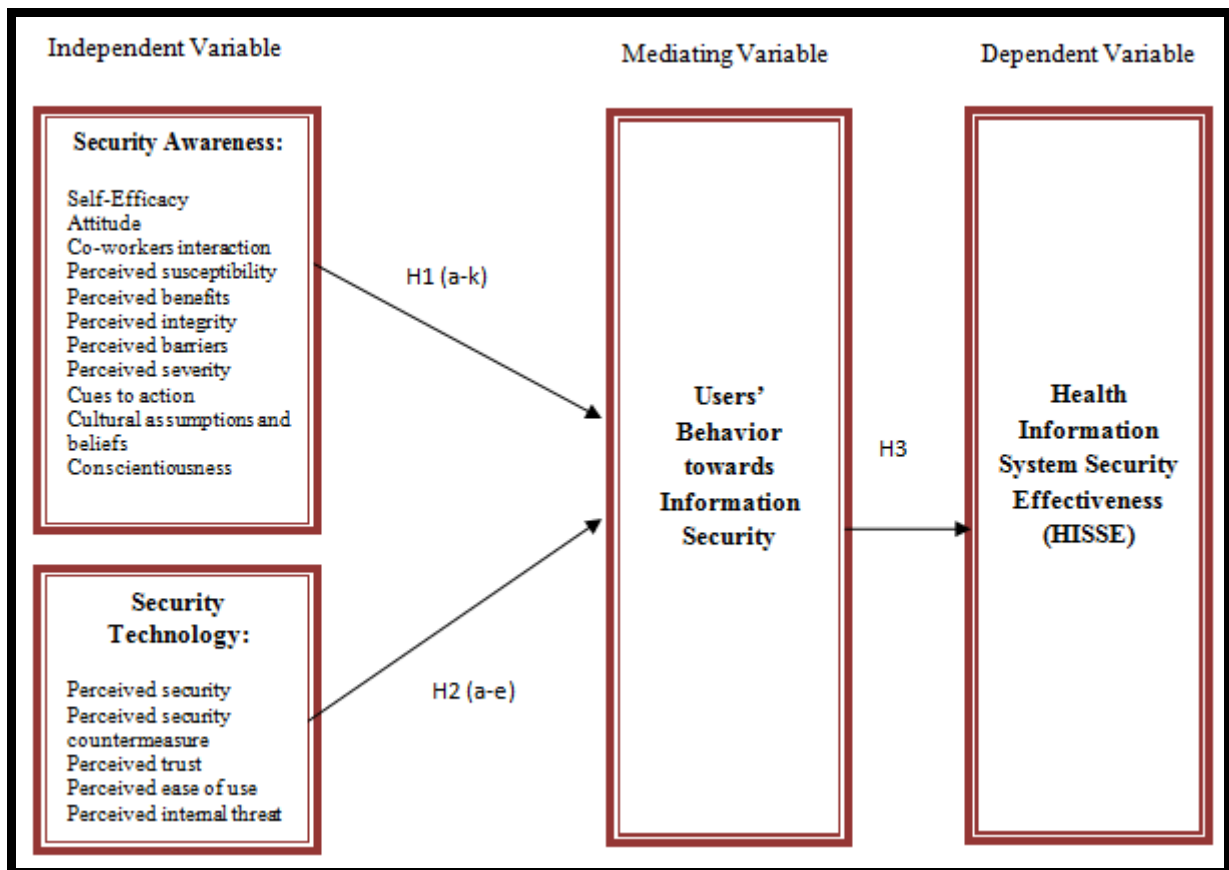 Independent Variable
Mediating Variable
Dependent Variable
Security Awareness:
Self-Efficacy
Attitude
Co-workers interaction
Perceived susceptibility
Perceived benefits
Perceived integrity
Perceived barriers
Perceived severity
Cues to action
Cultural assumptions and
beliefs
Conscientiousness
H1 (a-k)
Security
Technology:
Perceived security
Perceived security
countermeasure
Perceived trust
Perceived ease of use
Perceived internal threat
H2 (a-e)
Users’
Behavior
towards
Information
Security
H3
Health
Information
System Security
Effectiveness
(HISSE)